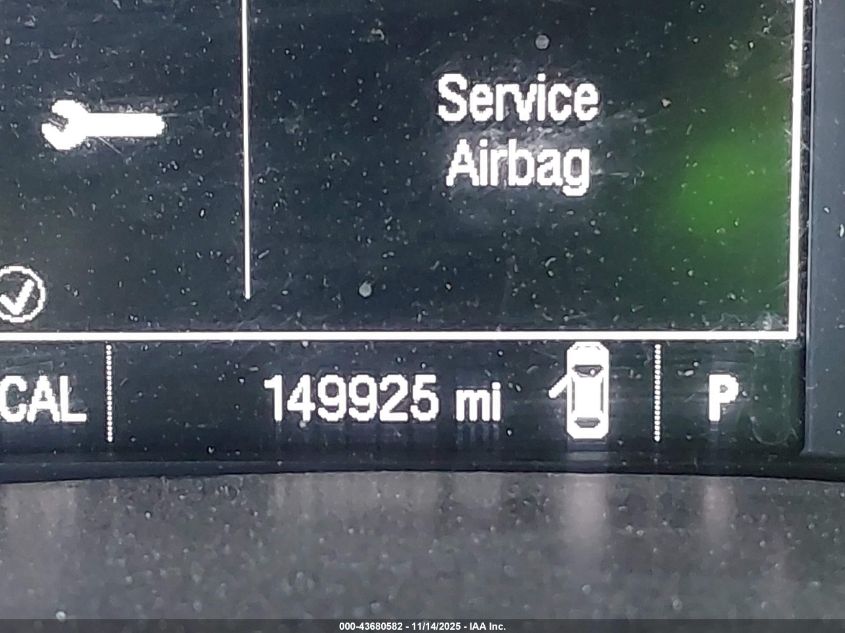 Service
Airbag
CAL
149925 mi
P
000-43680582 - 11/14/2025 - IAA Inc.